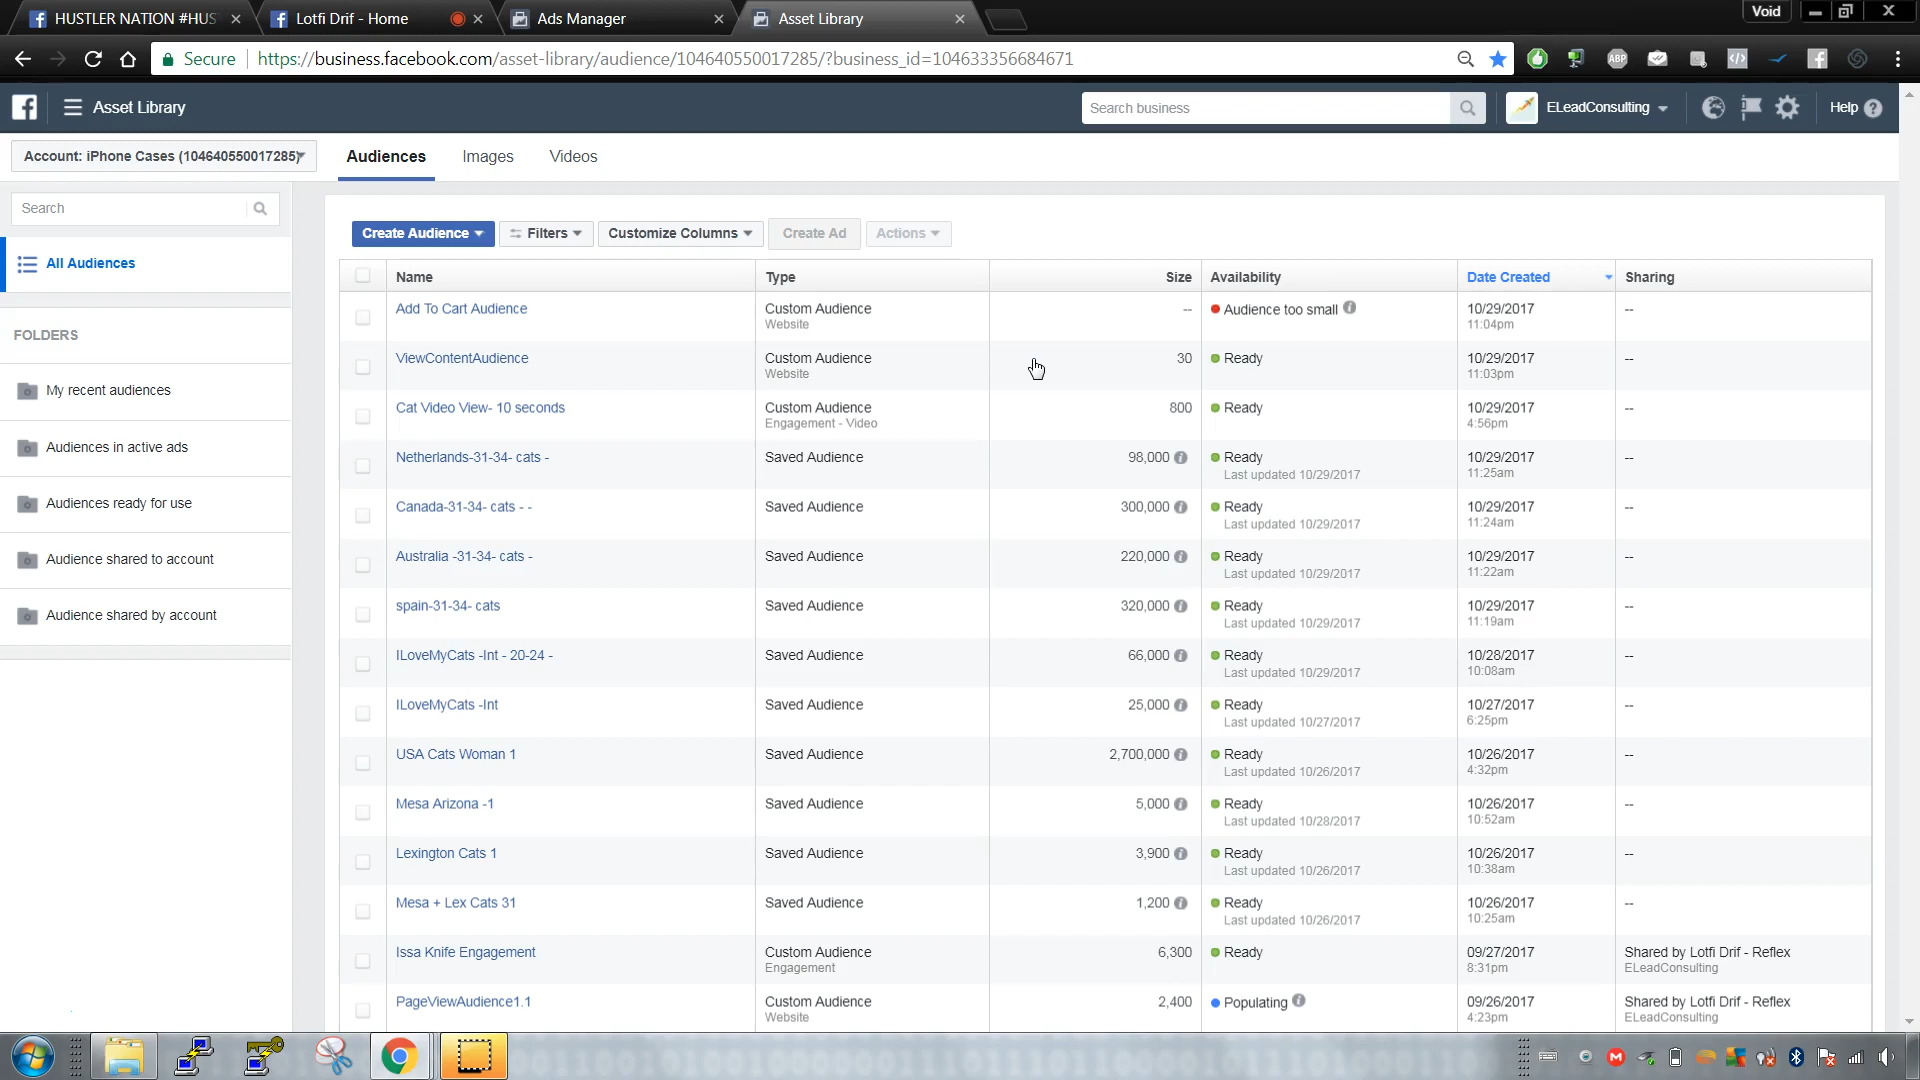 HUSTLER NATION #HUS
Lotfi Drif - Home
Ads Manager
Asset Library
Void
Secure
https://business.facebook.com/asset-library/audience/104640550017285/?business_id=104633356684671
ABP
Asset Library
Search business
ELeadConsulting
Help
Account: iPhone Cases (104640550017285)
Audiences
Images
Videos
Search
All Audiences
FOLDERS
My recent audiences
Audiences in active ads
Audiences ready for use
Audience shared to account
Audience shared by account
Create Audience
Filters
Customize Columns
Create Ad
Actions
Name Type Size Availability Date Created Sharing
Add To Cart Audience Custom Audience -- Audience too small 10/29/2017 --
Website 11:04pm
ViewContentAudience Custom Audience 30 Ready 10/29/2017 --
Website 11:03pm
Cat Video View- 10 seconds Custom Audience 800 Ready 10/29/2017 --
Engagement - Video 4:56pm
Netherlands-31-34- cats - Saved Audience 98,000 Ready 10/29/2017 --
Last updated 10/29/2017 11:25am
Canada-31-34- cats - - Saved Audience 300,000 Ready 10/29/2017 --
Last updated 10/29/2017 11:24am
Australia -31-34- cats - Saved Audience 220,000 Ready 10/29/2017 --
Last updated 10/29/2017 11:22am
spain-31-34- cats Saved Audience 320,000 Ready 10/29/2017 --
Last updated 10/29/2017 11:19am
ILoveMyCats -Int - 20-24 - Saved Audience 66,000 Ready 10/28/2017 --
Last updated 10/29/2017 10:08am
ILoveMyCats -Int Saved Audience 25,000 Ready 10/27/2017 --
Last updated 10/27/2017 6:25pm
USA Cats Woman 1 Saved Audience 2,700,000 Ready 10/26/2017 --
Last updated 10/26/2017 4:32pm
Mesa Arizona -1 Saved Audience 5,000 Ready 10/26/2017 --
Last updated 10/28/2017 10:52am
Lexington Cats 1 Saved Audience 3,900 Ready 10/26/2017 --
Last updated 10/26/2017 10:38am
Mesa + Lex Cats 31 Saved Audience 1,200 Ready 10/26/2017 --
Last updated 10/26/2017 10:25am
Issa Knife Engagement Custom Audience 6,300 Ready 09/27/2017 Shared by Lotfi Drif - Reflex
Engagement 8:31pm ELeadConsulting
PageViewAudience1.1 Custom Audience 2,400 Populating 09/26/2017 Shared by Lotfi Drif - Reflex
Website 4:23pm ELeadConsulting